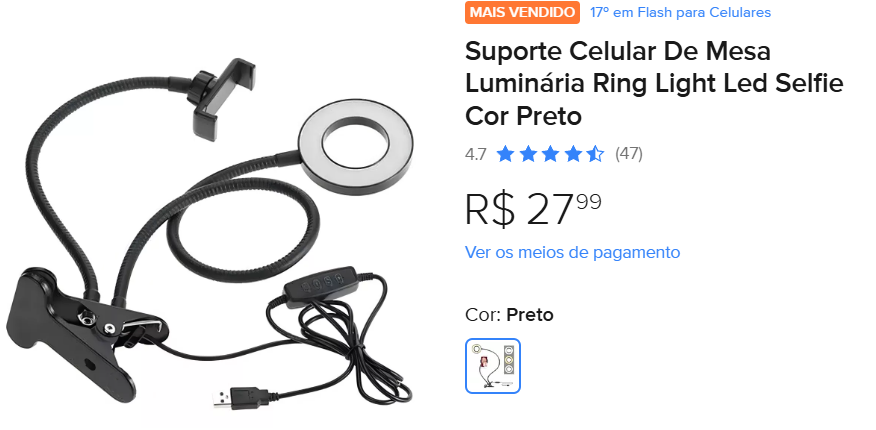 MAIS VENDIDO 17º em Flash para Celulares
Suporte Celular De Mesa
Luminária Ring Light Led Selfie
Cor Preto
4.7 (47)
R$ 27 99
Ver os meios de pagamento
Cor: Preto